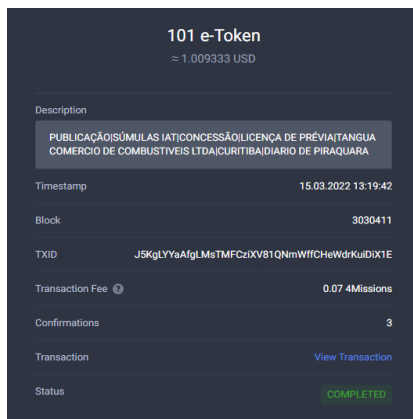 101 e-Token
≈ 1.009333 USD
Description
PUBLICAÇÃO|SÚMULAS IAT|CONCESSÃO|LICENÇA DE PRÉVIA|TANGUA
COMERCIO DE COMBUSTIVEIS LTDA|CURITIBA|DIARIO DE PIRAQUARA
Timestamp 15.03.2022 13:19:42
Block 3030411
TXID J5KgLYYaAfgLMsTMFCziXV81QNmWffCHeWdrKuiDiX1E
Transaction Fee ? 0.07 4Missions
Confirmations 3
Transaction View Transaction
Status COMPLETED